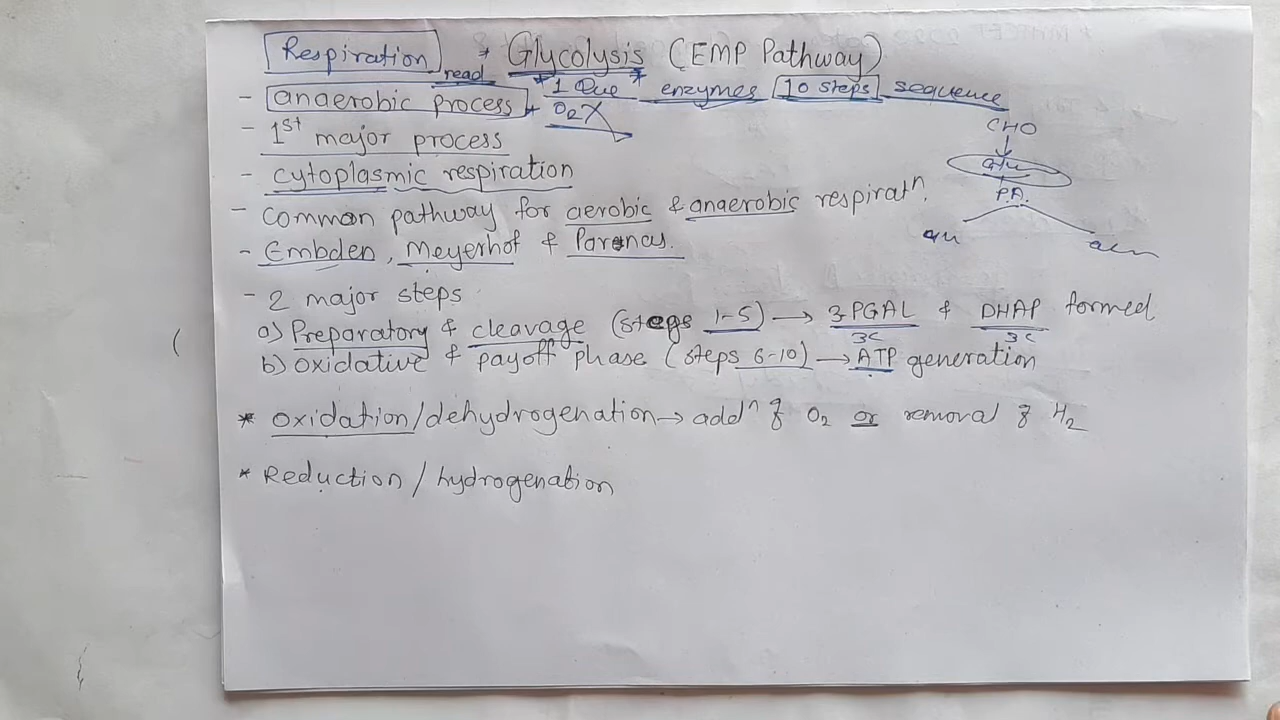 Respiration * Glycolysis (EMP Pathway)
read * 1 Que * enzymes 10 steps sequence
- anaerobic process * O2 X
- 1st major process
- cytoplasmic respiration
- common pathway for aerobic & anaerobic respiratn.
- Embden, Meyerhof & Parnas.
- 2 major steps
a) Preparatory & cleavage (steps 1-5) → 3PGAL & DHAP formed
3C 3C
b) oxidative & payoff phase (steps 6-10) → ATP generation
* oxidation/dehydrogenation → addn of O2 or removal of H2
* Reduction / hydrogenation
CHO
Glu
P.A.